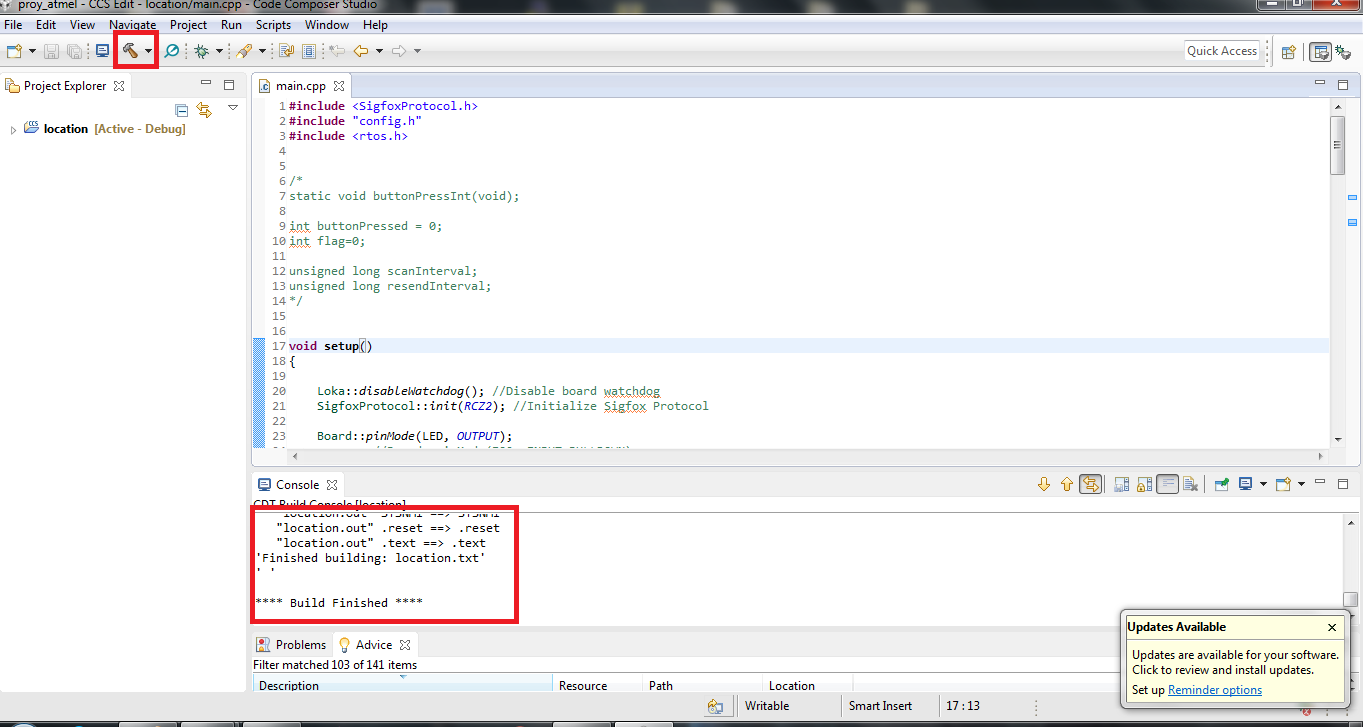 proy_atmel - CCS Edit - location/main.cpp - Code Composer Studio
File Edit View Navigate Project Run Scripts Window Help
Quick Access
Project Explorer
main.cpp
location [Active - Debug]
1 #include <SigfoxProtocol.h>
2 #include "config.h"
3 #include <rtos.h>
4
5
6 /*
7 static void buttonPressInt(void);
8
9 int buttonPressed = 0;
10 int flag=0;
11
12 unsigned long scanInterval;
13 unsigned long resendInterval;
14 */
15
16
17 void setup()
18 {
19
20 Loka::disableWatchdog(); //Disable board watchdog
21 SigfoxProtocol::init(RCZ2); //Initialize Sigfox Protocol
22
23 Board::pinMode(LED, OUTPUT);
Console
CDT Build Console [location]
"location.out" .reset ==> .reset
"location.out" .text ==> .text
'Finished building: location.txt'
' '
**** Build Finished ****
Problems Advice
Filter matched 103 of 141 items
Description Resource Path Location
Updates Available
Updates are available for your software.
Click to review and install updates.
Set up Reminder options
Writable Smart Insert 17 : 13